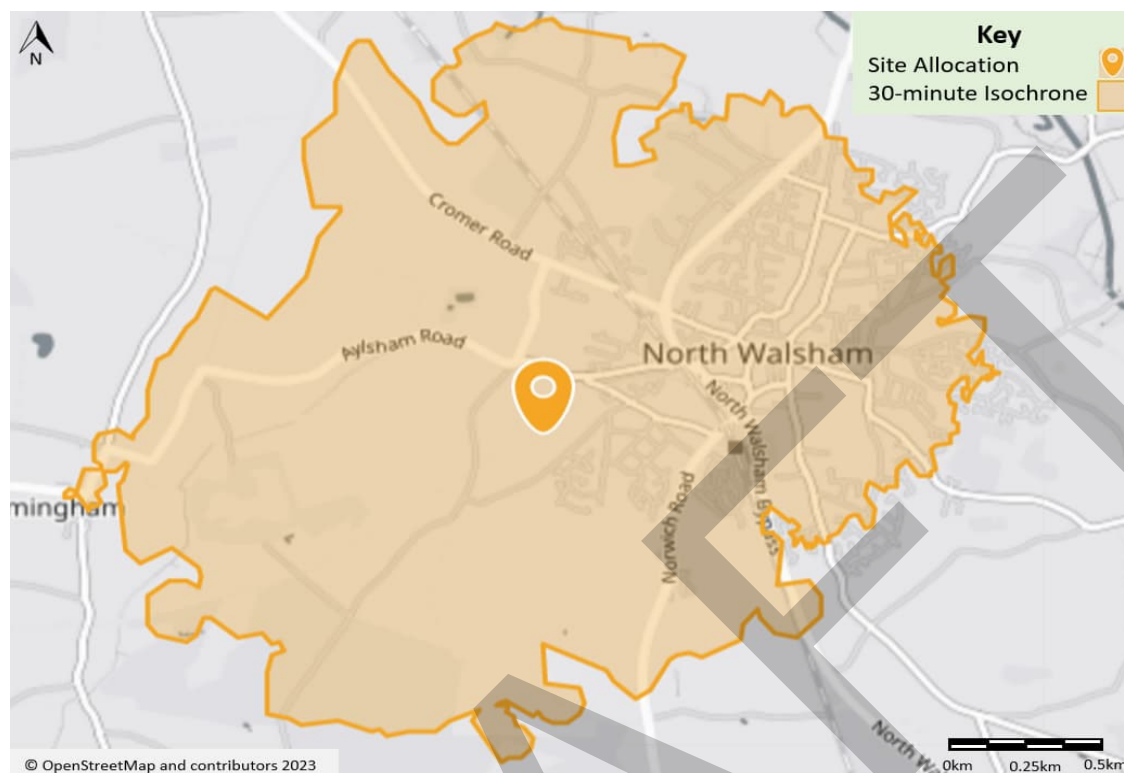 N
Key
Site Allocation
30-minute Isochrone
Cromer Road
Aylsham Road
North Walsham
North Walsham Bypass
Norwich Road
mingham
North W
© OpenStreetMap and contributors 2023
0km 0.25km 0.5km